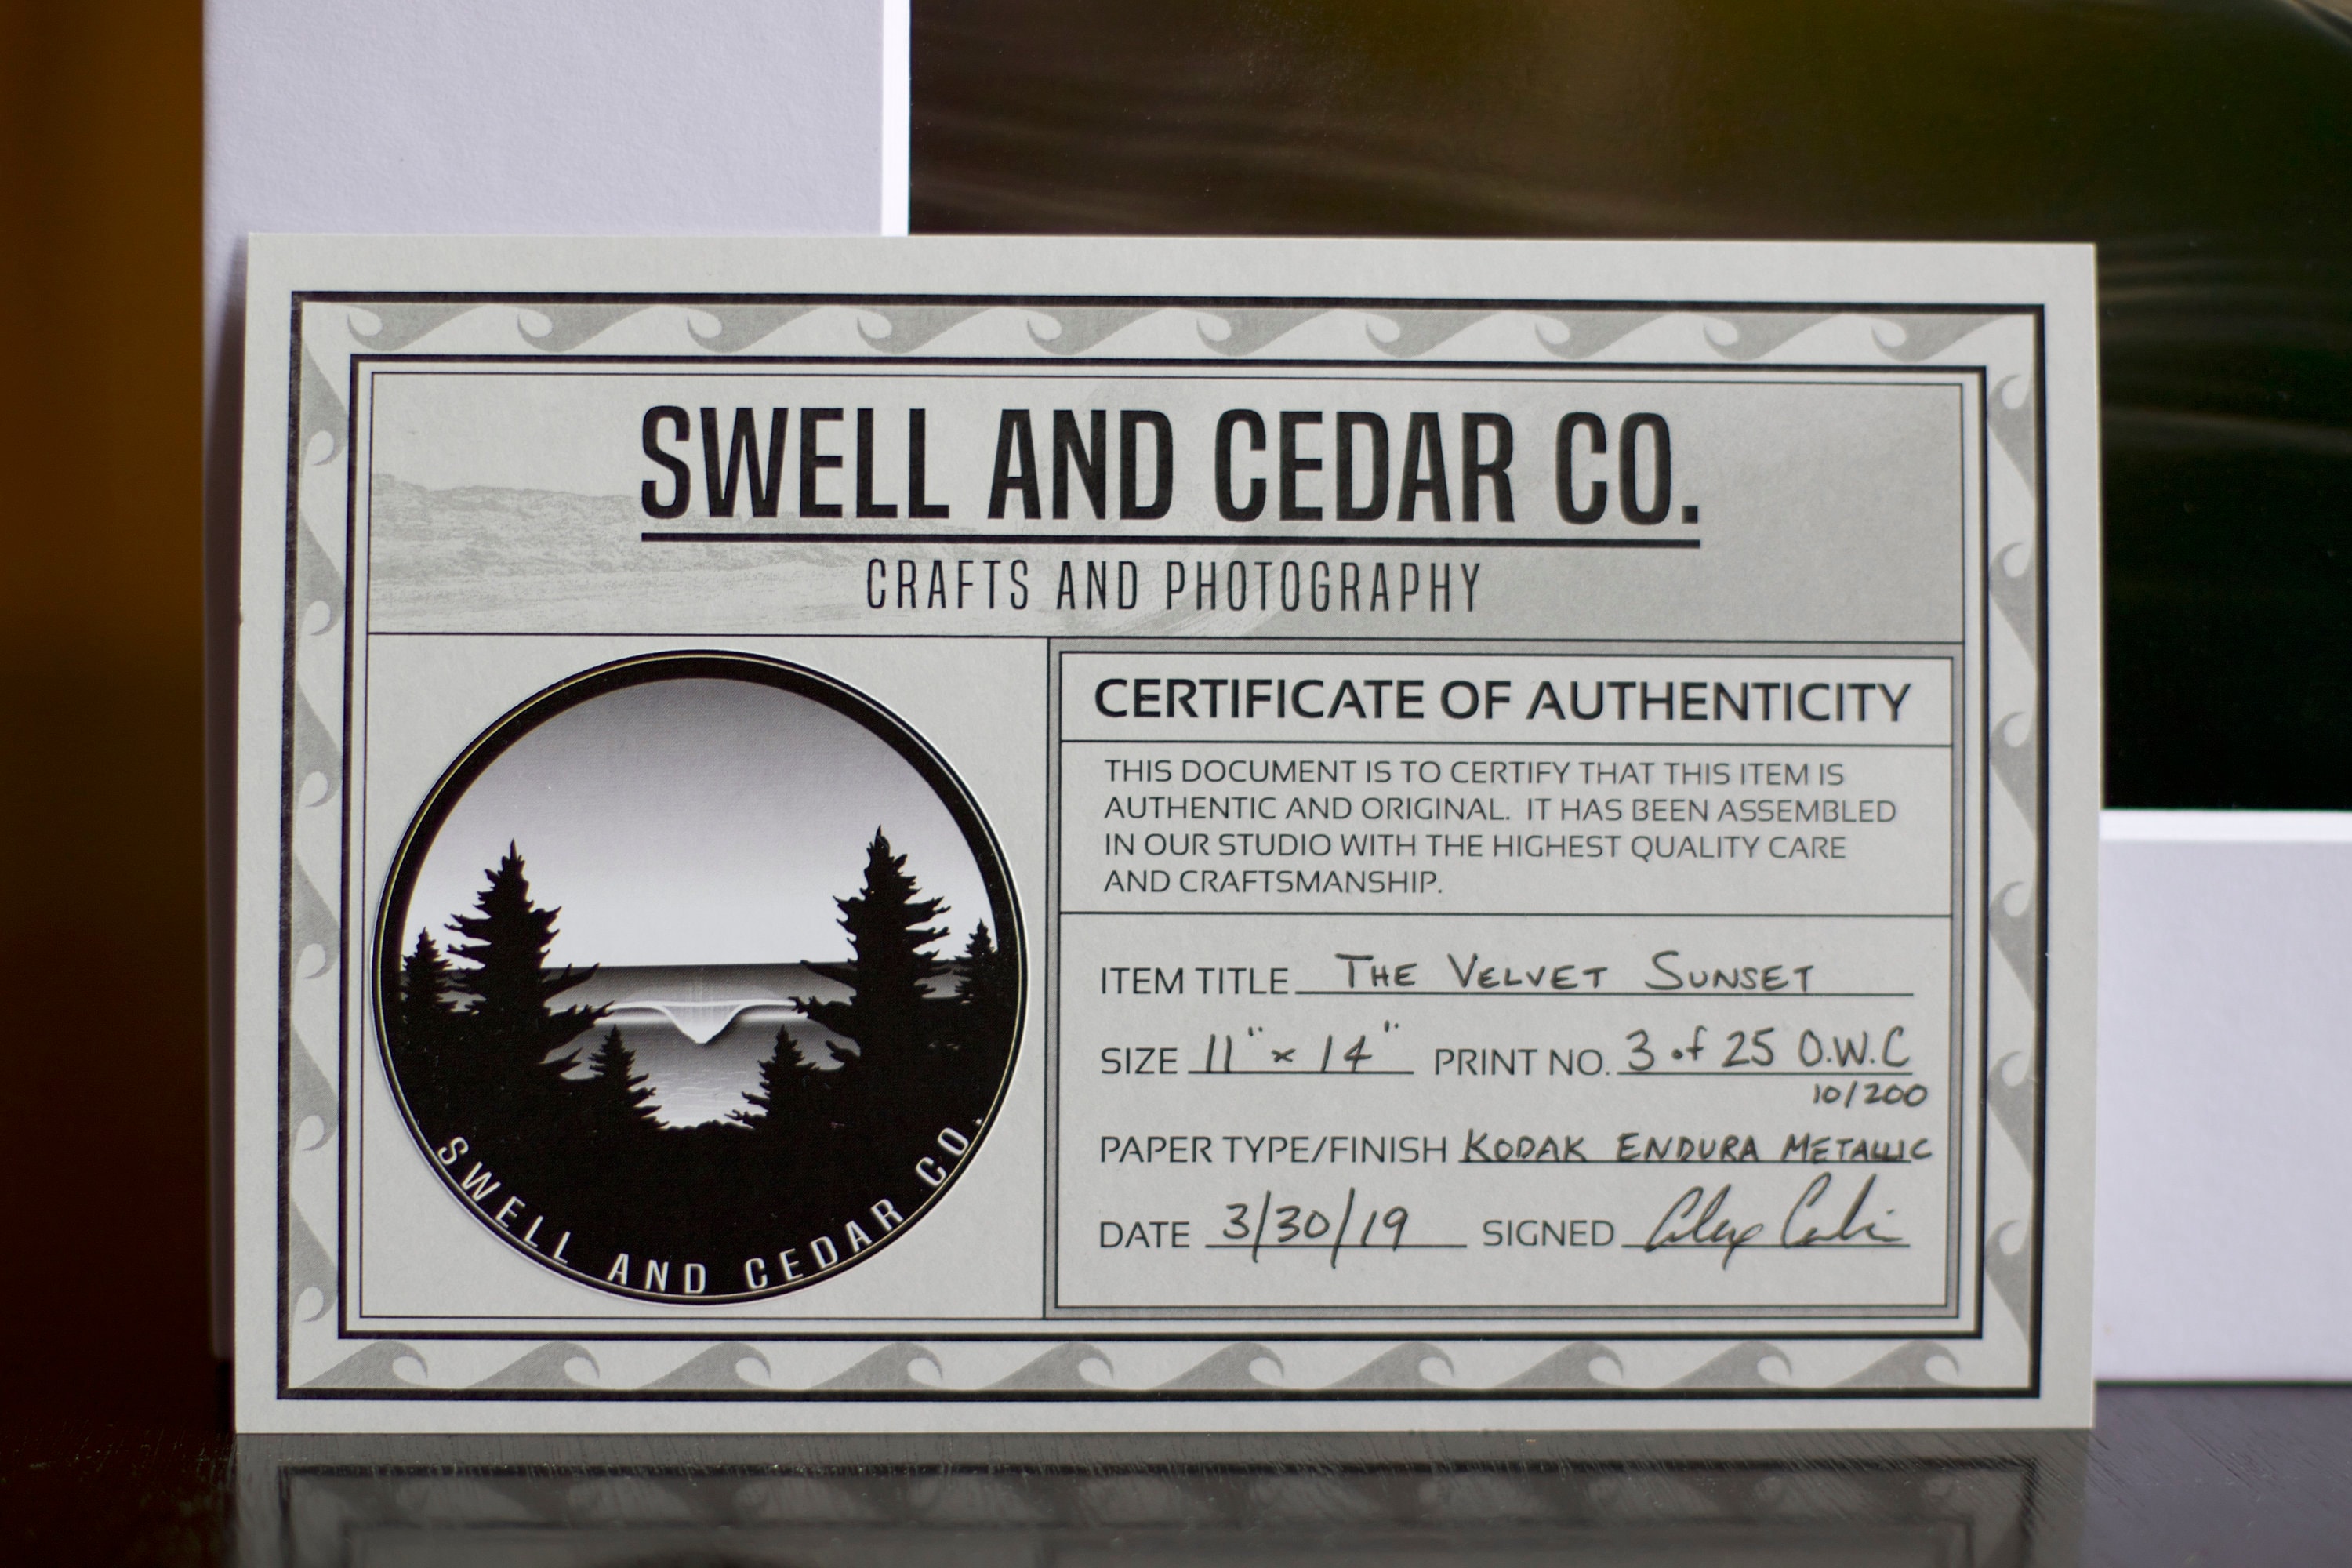 SWELL AND CEDAR CO.
CRAFTS AND PHOTOGRAPHY
SWELL AND CEDAR CO.
CERTIFICATE OF AUTHENTICITY
THIS DOCUMENT IS TO CERTIFY THAT THIS ITEM IS
AUTHENTIC AND ORIGINAL. IT HAS BEEN ASSEMBLED
IN OUR STUDIO WITH THE HIGHEST QUALITY CARE
AND CRAFTSMANSHIP.
ITEM TITLE THE VELVET SUNSET
SIZE 11" x 14" PRINT NO. 3 of 25 O.W.C
10/200
PAPER TYPE/FINISH KODAK ENDURA METALLIC
DATE 3/30/19 SIGNED Alex